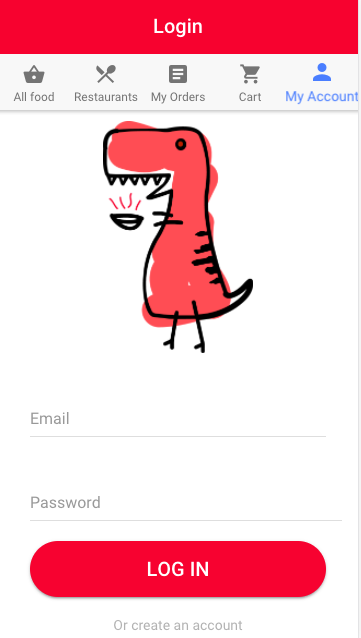 Login
All food Restaurants My Orders Cart My Account
Email
Password
LOG IN
Or create an account